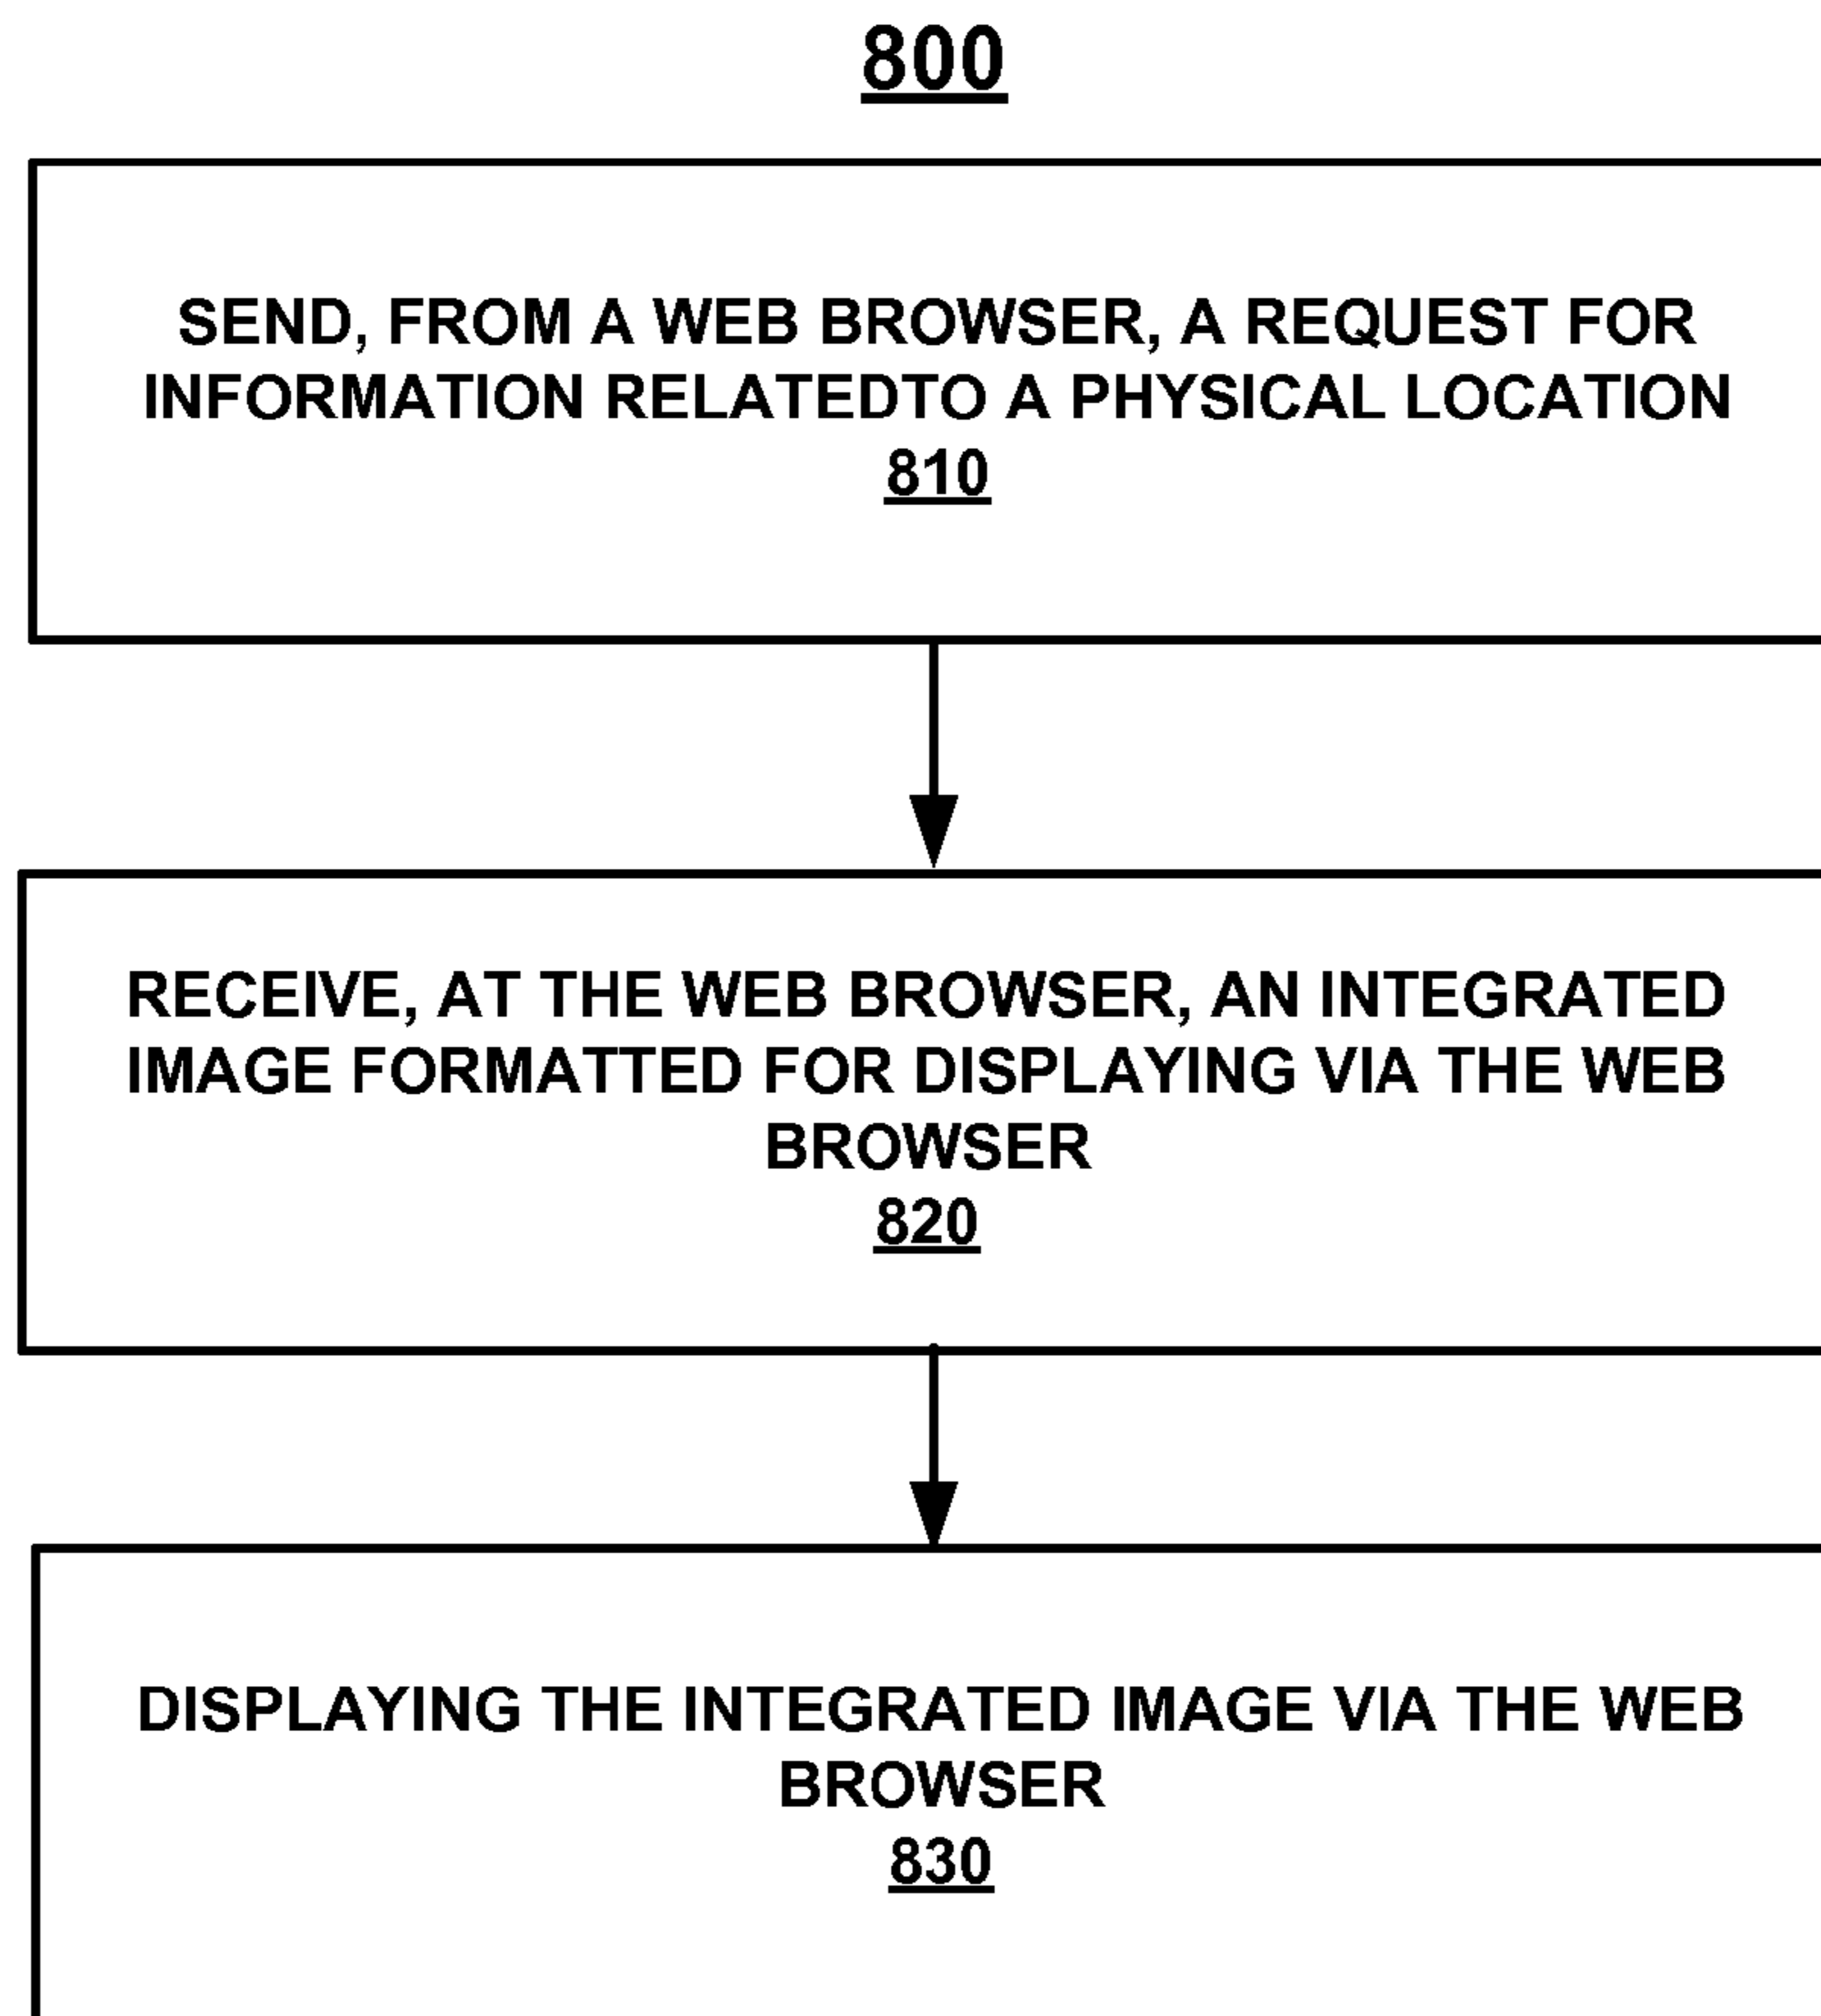 800
SEND, FROM A WEB BROWSER, A REQUEST FOR
INFORMATION RELATEDTO A PHYSICAL LOCATION
810
RECEIVE, AT THE WEB BROWSER, AN INTEGRATED
IMAGE FORMATTED FOR DISPLAYING VIA THE WEB
BROWSER
820
DISPLAYING THE INTEGRATED IMAGE VIA THE WEB
BROWSER
830